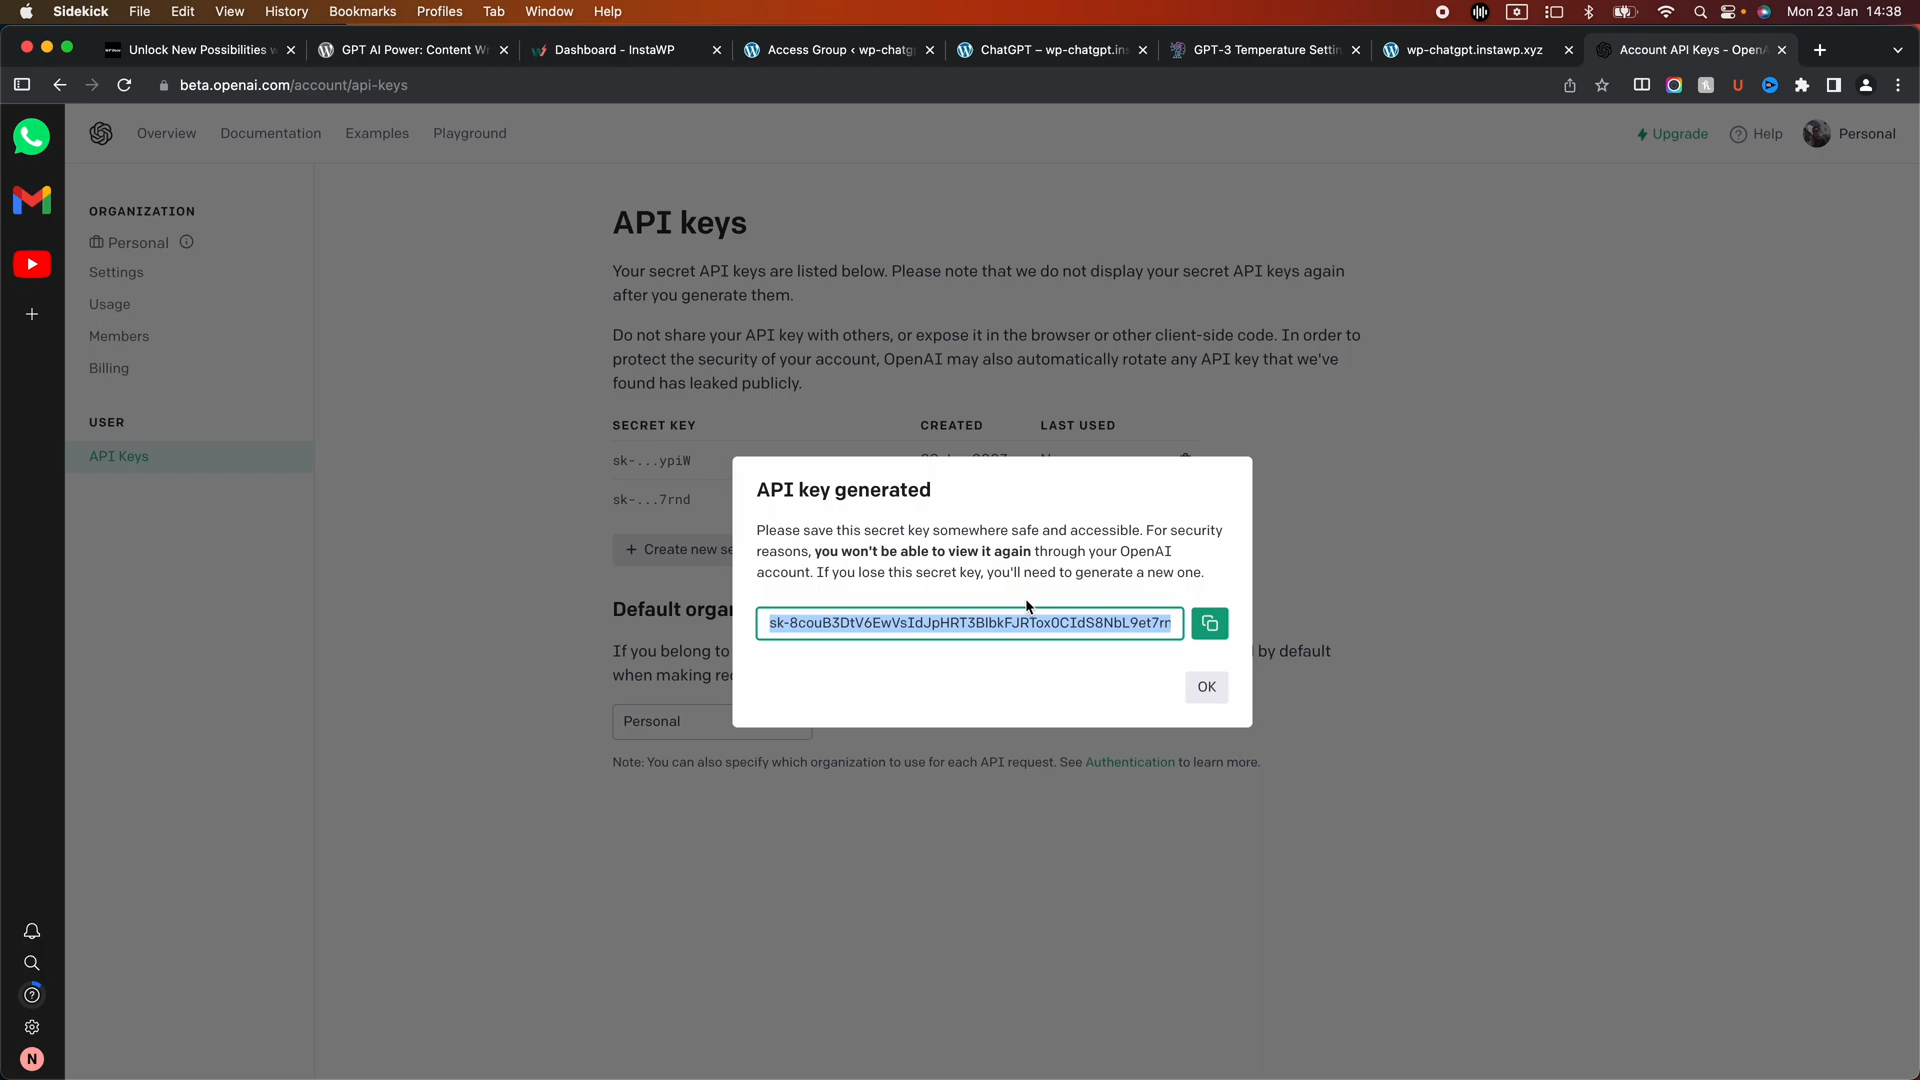 Sidekick File Edit View History Bookmarks Profiles Tab Window Help Mon 23 Jan 14:38
Unlock New Possibilities GPT AI Power: Content Wr Dashboard - InstaWP Access Group ‹ wp-chatg ChatGPT – wp-chatgpt.ins GPT-3 Temperature Settin wp-chatgpt.instawp.xyz Account API Keys - OpenA
beta.openai.com/account/api-keys
Overview Documentation Examples Playground Upgrade Help Personal
ORGANIZATION
Personal
Settings
Usage
Members
Billing
USER
API Keys
API keys
Your secret API keys are listed below. Please note that we do not display your secret API keys again
after you generate them.
Do not share your API key with others, or expose it in the browser or other client-side code. In order to
protect the security of your account, OpenAI may also automatically rotate any API key that we've
found has leaked publicly.
SECRET KEY CREATED LAST USED
sk-...ypiW
sk-...7rnd
+ Create new se
API key generated
Please save this secret key somewhere safe and accessible. For security
reasons, you won't be able to view it again through your OpenAI
account. If you lose this secret key, you'll need to generate a new one.
OK
Default orga
If you belong to by default
when making re
Personal
Note: You can also specify which organization to use for each API request. See Authentication to learn more.
N